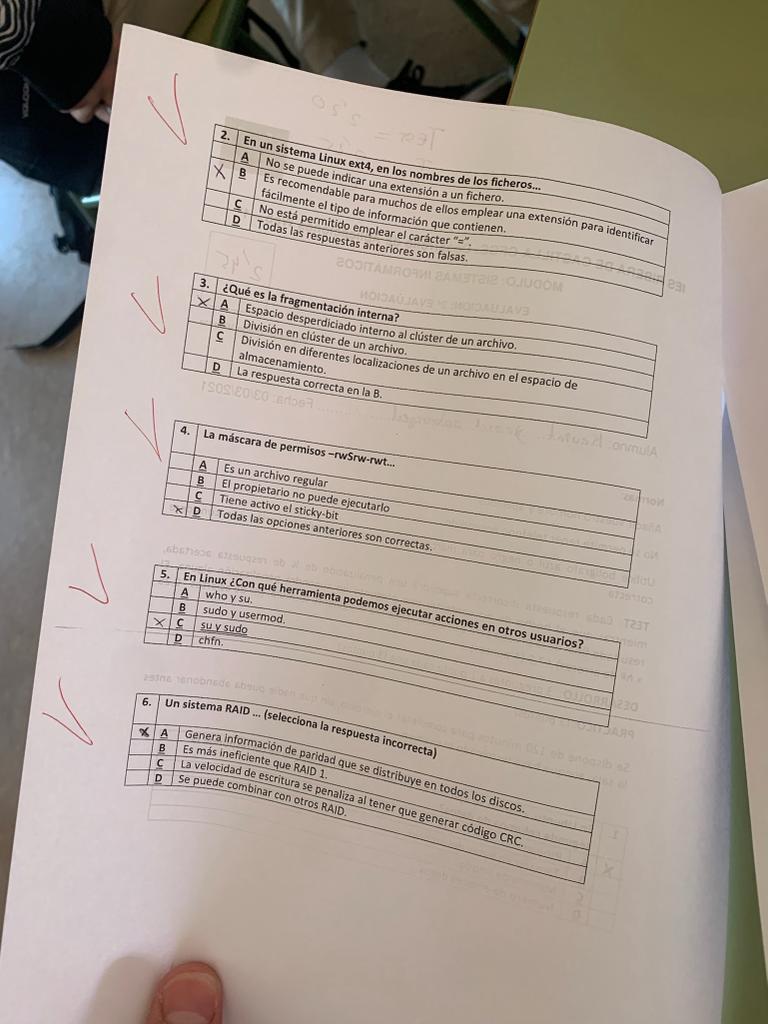 2. En un sistema Linux ext4, en los nombres de los ficheros...
A No se puede indicar una extensión a un fichero.
X B Es recomendable para muchos de ellos emplear una extensión para identificar
fácilmente el tipo de información que contienen.
C No está permitido emplear el carácter "=".
D Todas las respuestas anteriores son falsas.
3. ¿Qué es la fragmentación interna?
X A Espacio desperdiciado interno al clúster de un archivo.
B División en clúster de un archivo.
C División en diferentes localizaciones de un archivo en el espacio de
almacenamiento.
D La respuesta correcta en la B.
4. La máscara de permisos –rwSrw-rwt...
A Es un archivo regular
B El propietario no puede ejecutarlo
C Tiene activo el sticky-bit
X D Todas las opciones anteriores son correctas.
5. En Linux ¿Con qué herramienta podemos ejecutar acciones en otros usuarios?
A who y su.
B sudo y usermod.
X C su y sudo
D chfn.
6. Un sistema RAID ... (selecciona la respuesta incorrecta)
X A Genera información de paridad que se distribuye en todos los discos.
B Es más ineficiente que RAID 1.
C La velocidad de escritura se penaliza al tener que generar código CRC.
D Se puede combinar con otros RAID.